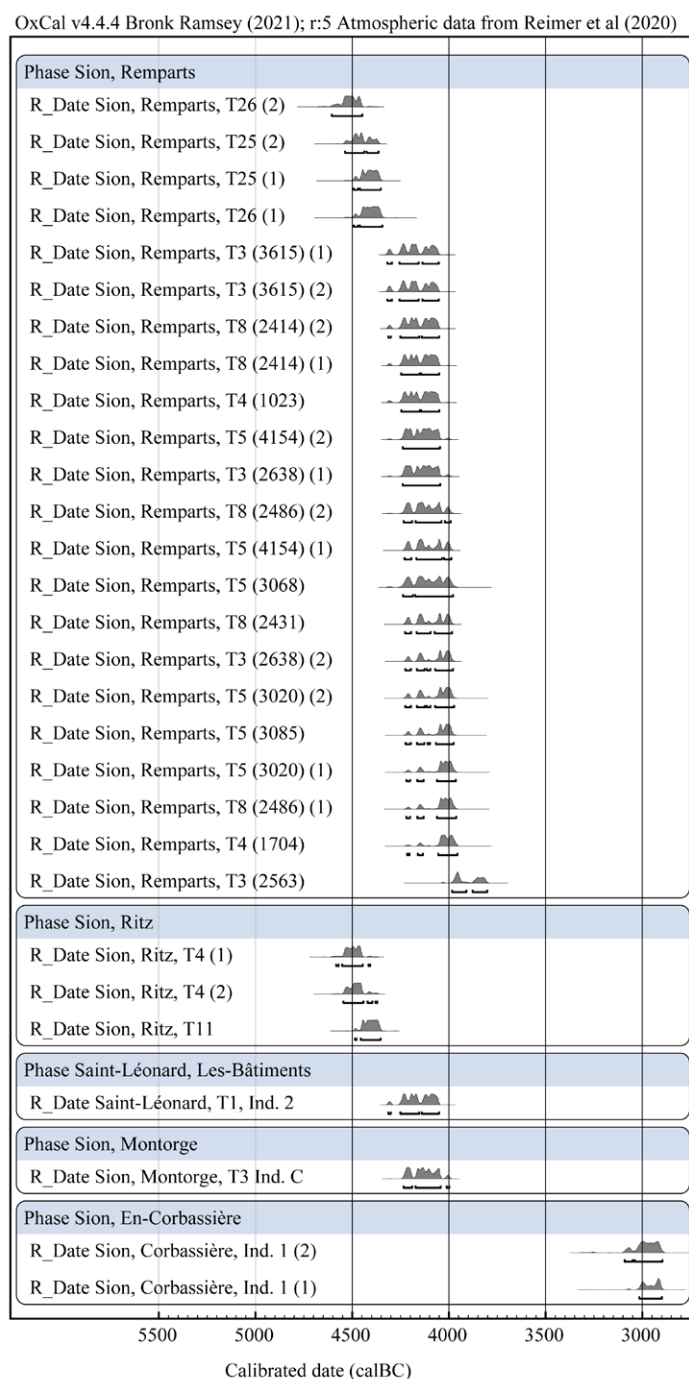 OxCal v4.4.4 Bronk Ramsey (2021); r:5 Atmospheric data from Reimer et al (2020)
Phase Sion, Remparts
R_Date Sion, Remparts, T26 (2)
R_Date Sion, Remparts, T25 (2)
R_Date Sion, Remparts, T25 (1)
R_Date Sion, Remparts, T26 (1)
R_Date Sion, Remparts, T3 (3615) (1)
R_Date Sion, Remparts, T3 (3615) (2)
R_Date Sion, Remparts, T8 (2414) (2)
R_Date Sion, Remparts, T8 (2414) (1)
R_Date Sion, Remparts, T4 (1023)
R_Date Sion, Remparts, T5 (4154) (2)
R_Date Sion, Remparts, T3 (2638) (1)
R_Date Sion, Remparts, T8 (2486) (2)
R_Date Sion, Remparts, T5 (4154) (1)
R_Date Sion, Remparts, T5 (3068)
R_Date Sion, Remparts, T8 (2431)
R_Date Sion, Remparts, T3 (2638) (2)
R_Date Sion, Remparts, T5 (3020) (2)
R_Date Sion, Remparts, T5 (3085)
R_Date Sion, Remparts, T5 (3020) (1)
R_Date Sion, Remparts, T8 (2486) (1)
R_Date Sion, Remparts, T4 (1704)
R_Date Sion, Remparts, T3 (2563)
Phase Sion, Ritz
R_Date Sion, Ritz, T4 (1)
R_Date Sion, Ritz, T4 (2)
R_Date Sion, Ritz, T11
Phase Saint-Léonard, Les-Bâtiments
R_Date Saint-Léonard, T1, Ind. 2
Phase Sion, Montorge
R_Date Sion, Montorge, T3 Ind. C
Phase Sion, En-Corbassière
R_Date Sion, Corbassière, Ind. 1 (2)
R_Date Sion, Corbassière, Ind. 1 (1)
5500 5000 4500 4000 3500 3000
Calibrated date (calBC)